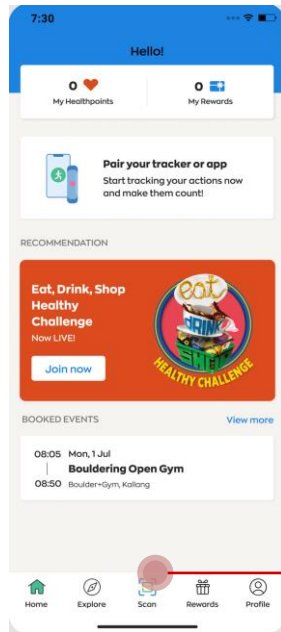 7:30
Hello!
0
My Healthpoints
0
My Rewards
Pair your tracker or app
Start tracking your actions now
and make them count!
RECOMMENDATION
Eat, Drink, Shop
Healthy
Challenge
Now LIVE!
Join now
eat
DRINK
SHOP
HEALTHY CHALLENGE
BOOKED EVENTS
View more
08:05 Mon, 1 Jul
Bouldering Open Gym
08:50 Boulder+Gym, Kallang
Home
Explore
Scan
Rewards
Profile